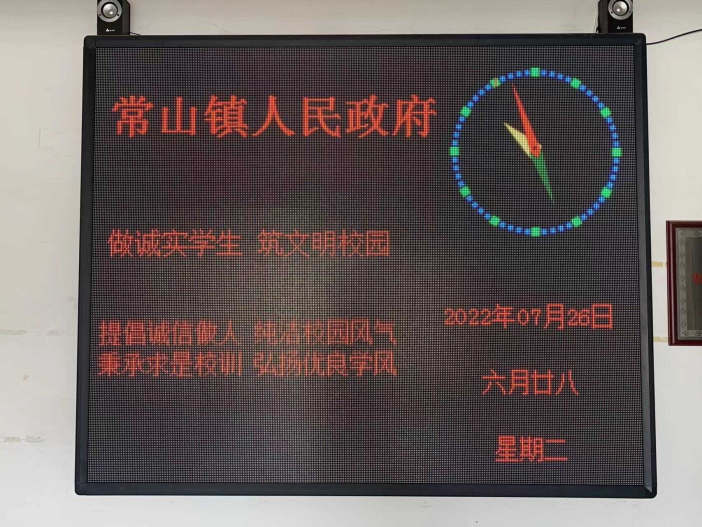 常山镇人民政府
做诚实学生 筑文明校园
提倡诚信做人 纯洁校园风气
秉承求是校训 弘扬优良学风
2022年07月26日
六月廿八
星期二